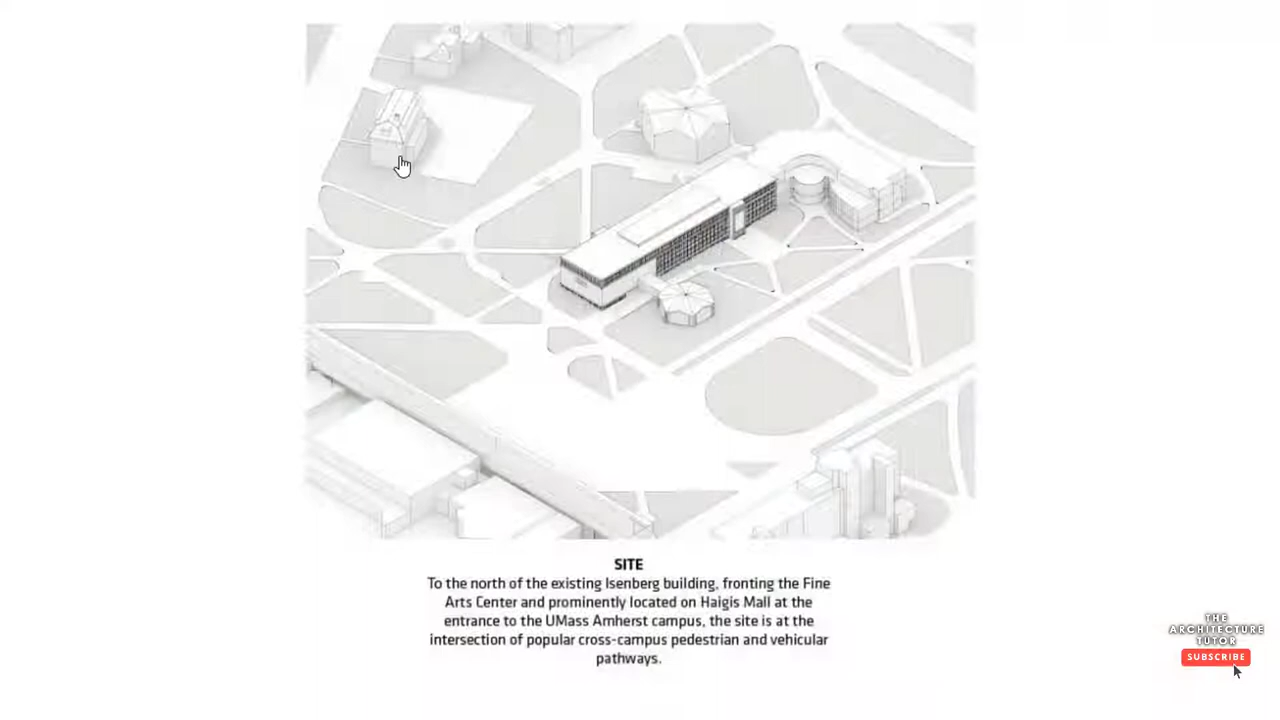 SITE
To the north of the existing Isenberg building, fronting the Fine
Arts Center and prominently located on Haigis Mall at the
entrance to the UMass Amherst campus, the site is at the
intersection of popular cross-campus pedestrian and vehicular
pathways.
THE
ARCHITECTURE
TUTOR
SUBSCRIBE